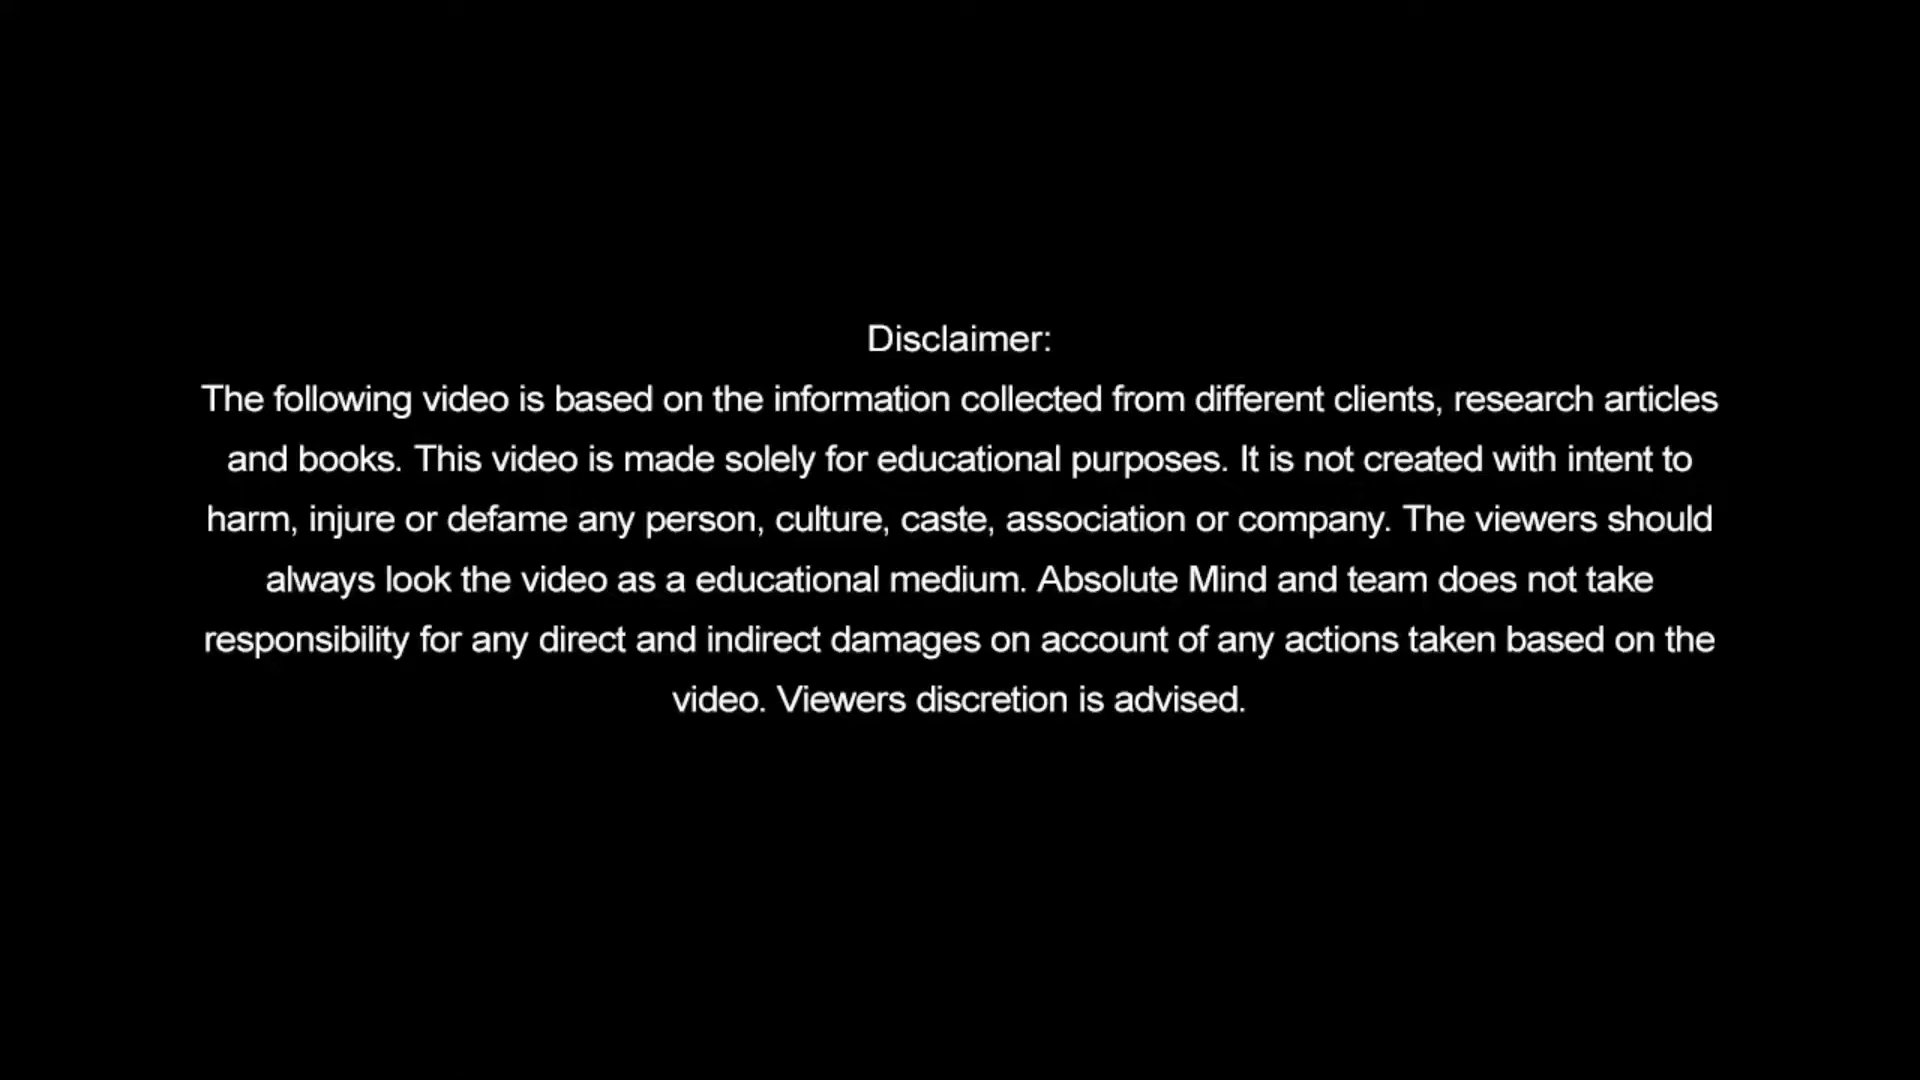 Disclaimer:
The following video is based on the information collected from different clients, research articles
and books. This video is made solely for educational purposes. It is not created with intent to
harm, injure or defame any person, culture, caste, association or company. The viewers should
always look the video as a educational medium. Absolute Mind and team does not take
responsibility for any direct and indirect damages on account of any actions taken based on the
video. Viewers discretion is advised.